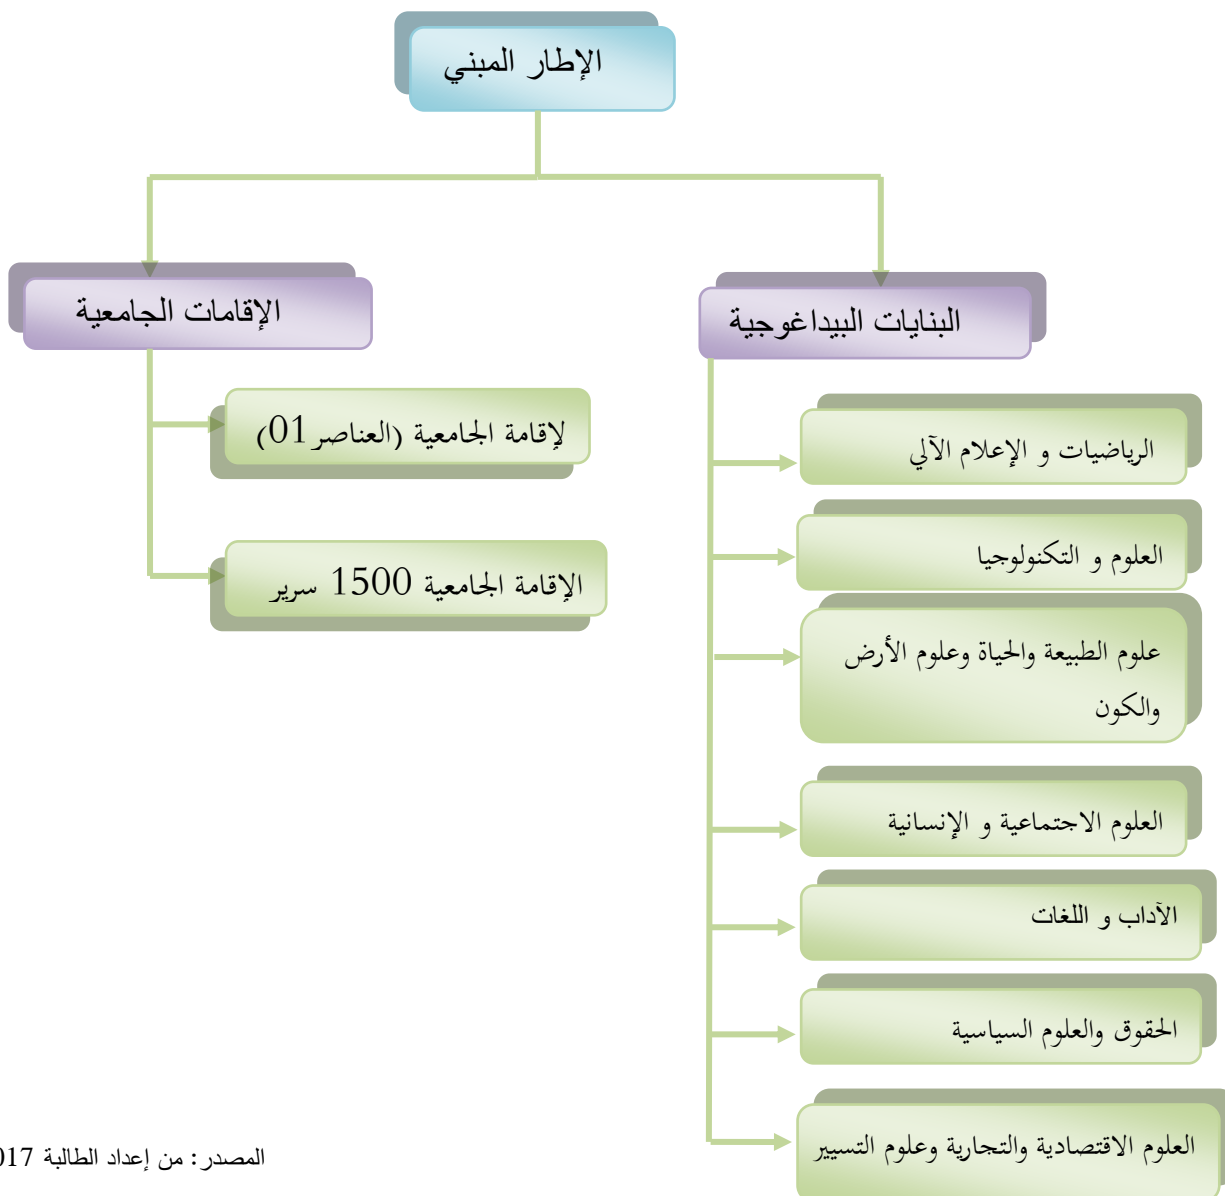 الإطار المبني
البنايات البيداغوجية
الرياضيات و الإعلام الآلي
العلوم و التكنولوجيا
علوم الطبيعة والحياة وعلوم الأرض
والكون
العلوم الاجتماعية و الإنسانية
الآداب و اللغات
الحقوق والعلوم السياسية
العلوم الاقتصادية والتجارية وعلوم التسيير
الإقامات الجامعية
لإقامة الجامعية (العناصر 01)
الإقامة الجامعية 1500 سرير
المصدر: من إعداد الطالبة 017